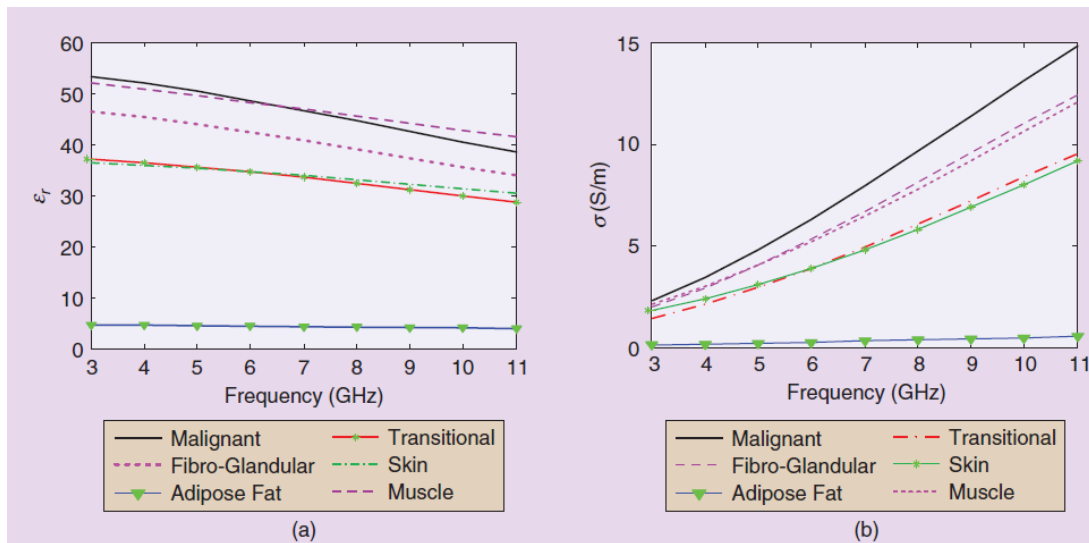 60
50
40
30
20
10
0
εr
3 4 5 6 7 8 9 10 11
Frequency (GHz)
Malignant
Transitional
Fibro-Glandular
Skin
Adipose Fat
Muscle
(a)
15
10
5
0
σ (S/m)
3 4 5 6 7 8 9 10 11
Frequency (GHz)
Malignant
Transitional
Fibro-Glandular
Skin
Adipose Fat
Muscle
(b)